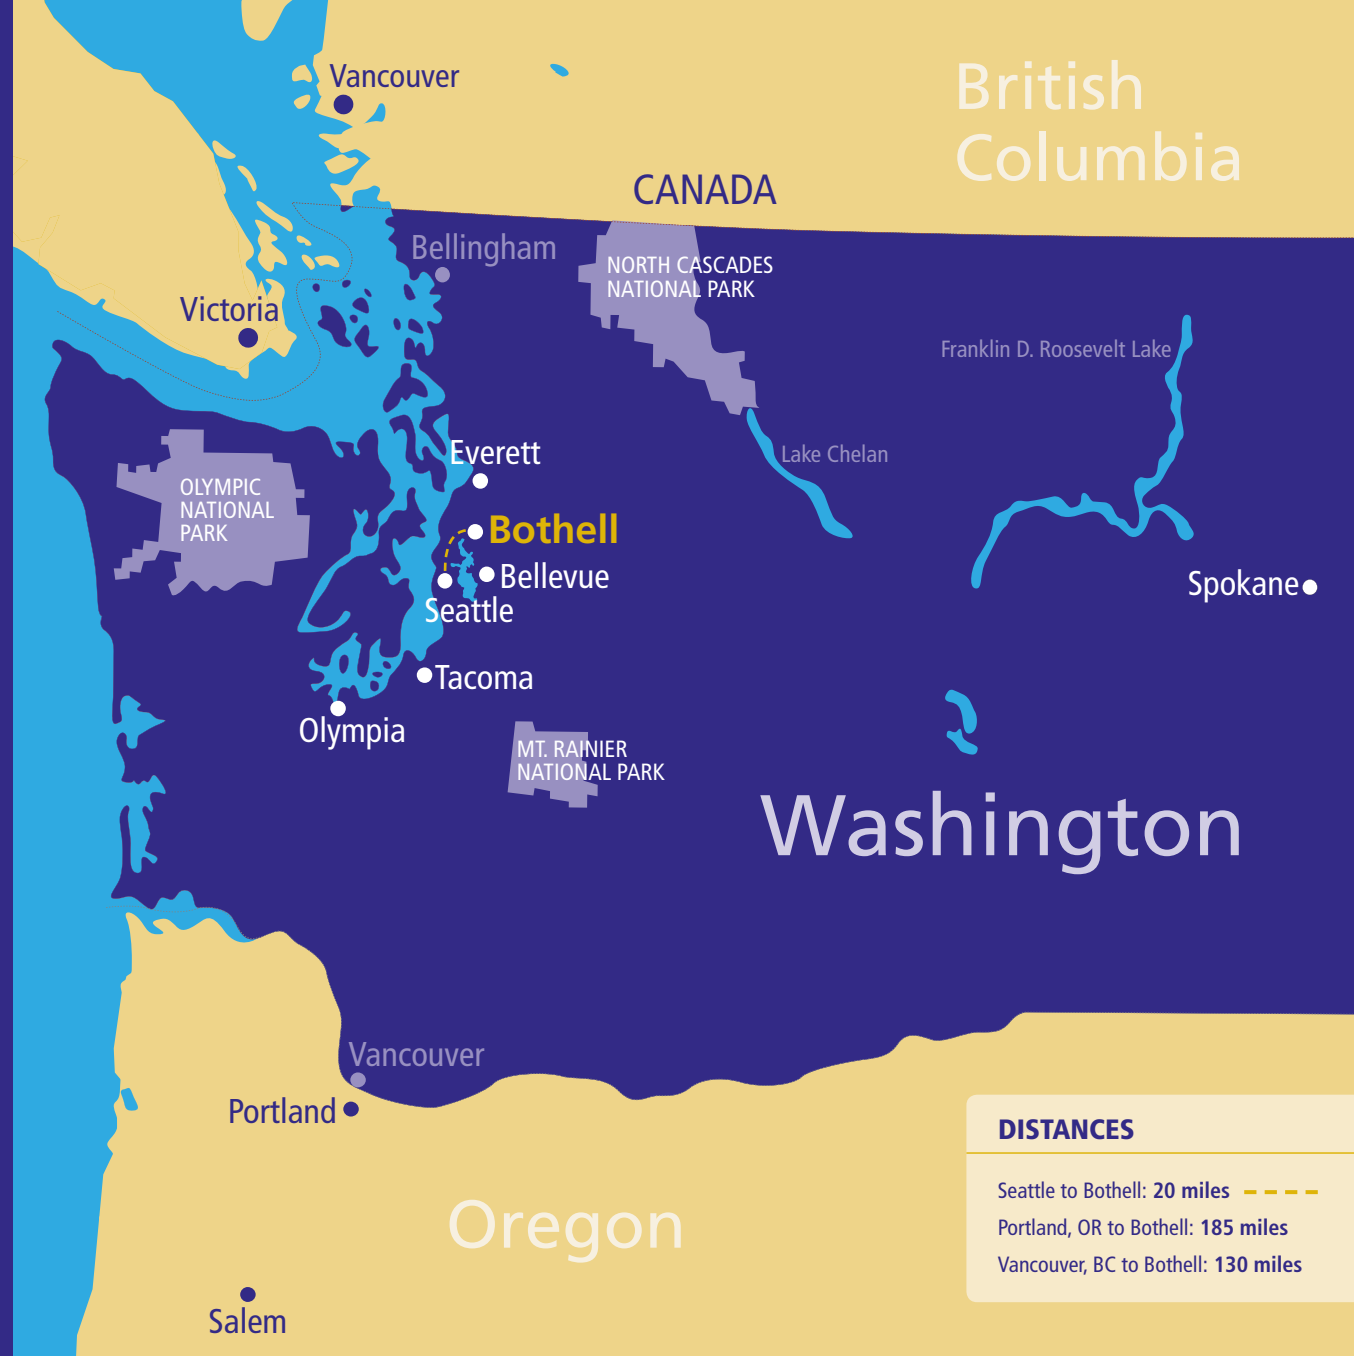 Vancouver
British
Columbia
CANADA
Bellingham
NORTH CASCADES
NATIONAL PARK
Victoria
Franklin D. Roosevelt Lake
Everett
Lake Chelan
OLYMPIC
NATIONAL
PARK
Bothell
Bellevue
Spokane
Seattle
Tacoma
Olympia
MT. RAINIER
NATIONAL PARK
Washington
Vancouver
Portland
Oregon
Salem
DISTANCES
Seattle to Bothell: 20 miles
Portland, OR to Bothell: 185 miles
Vancouver, BC to Bothell: 130 miles